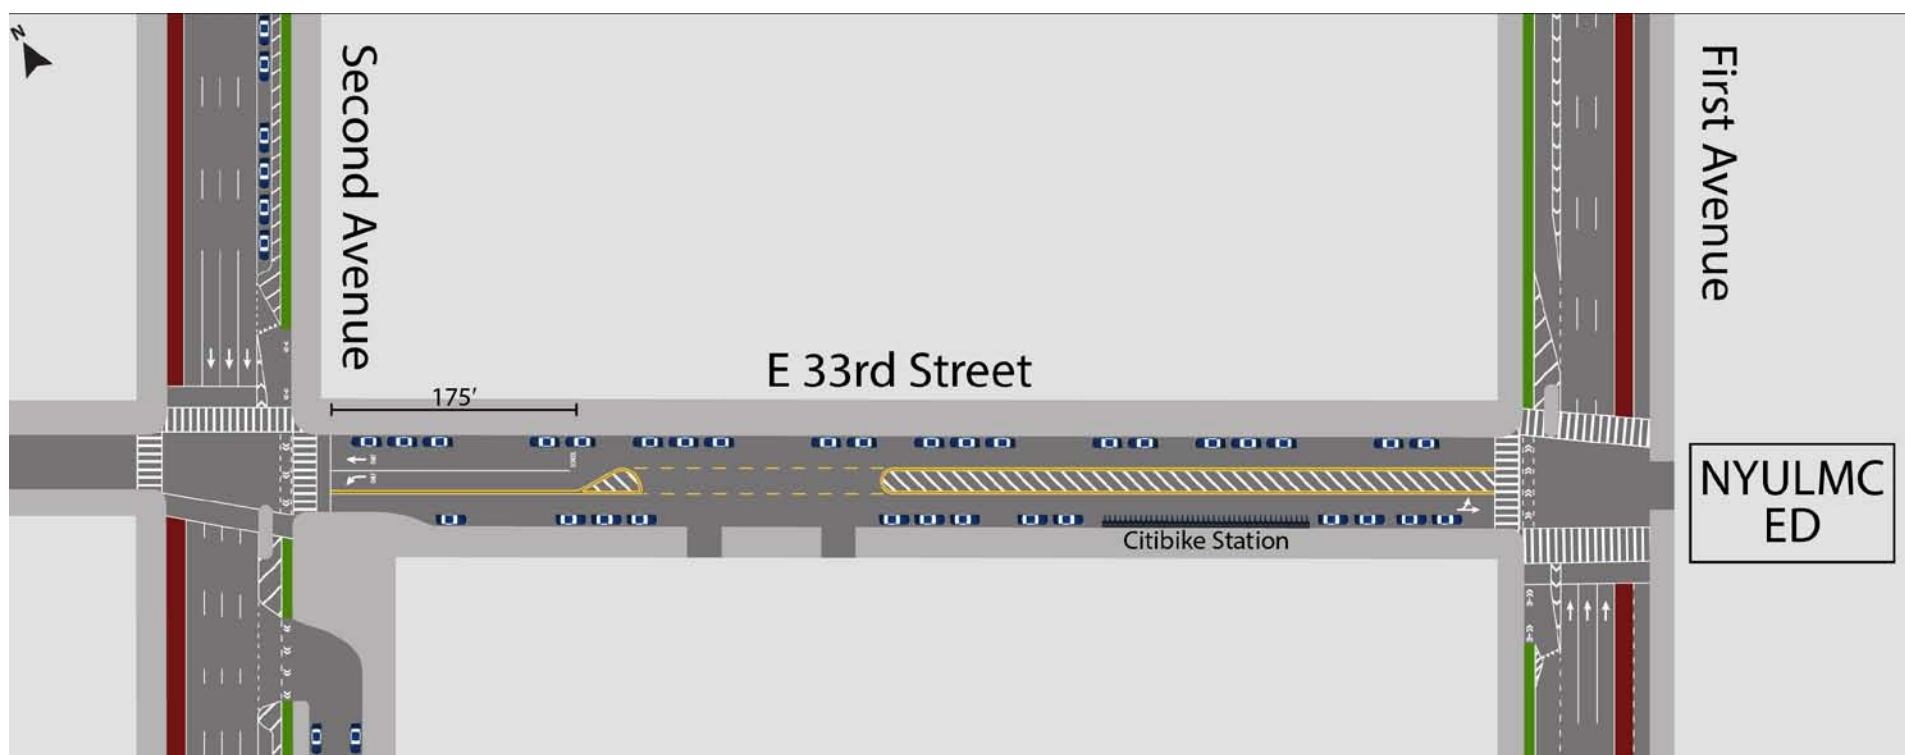 N
Second Avenue
First Avenue
E 33rd Street
175'
NYULMC
ED
Citibike Station